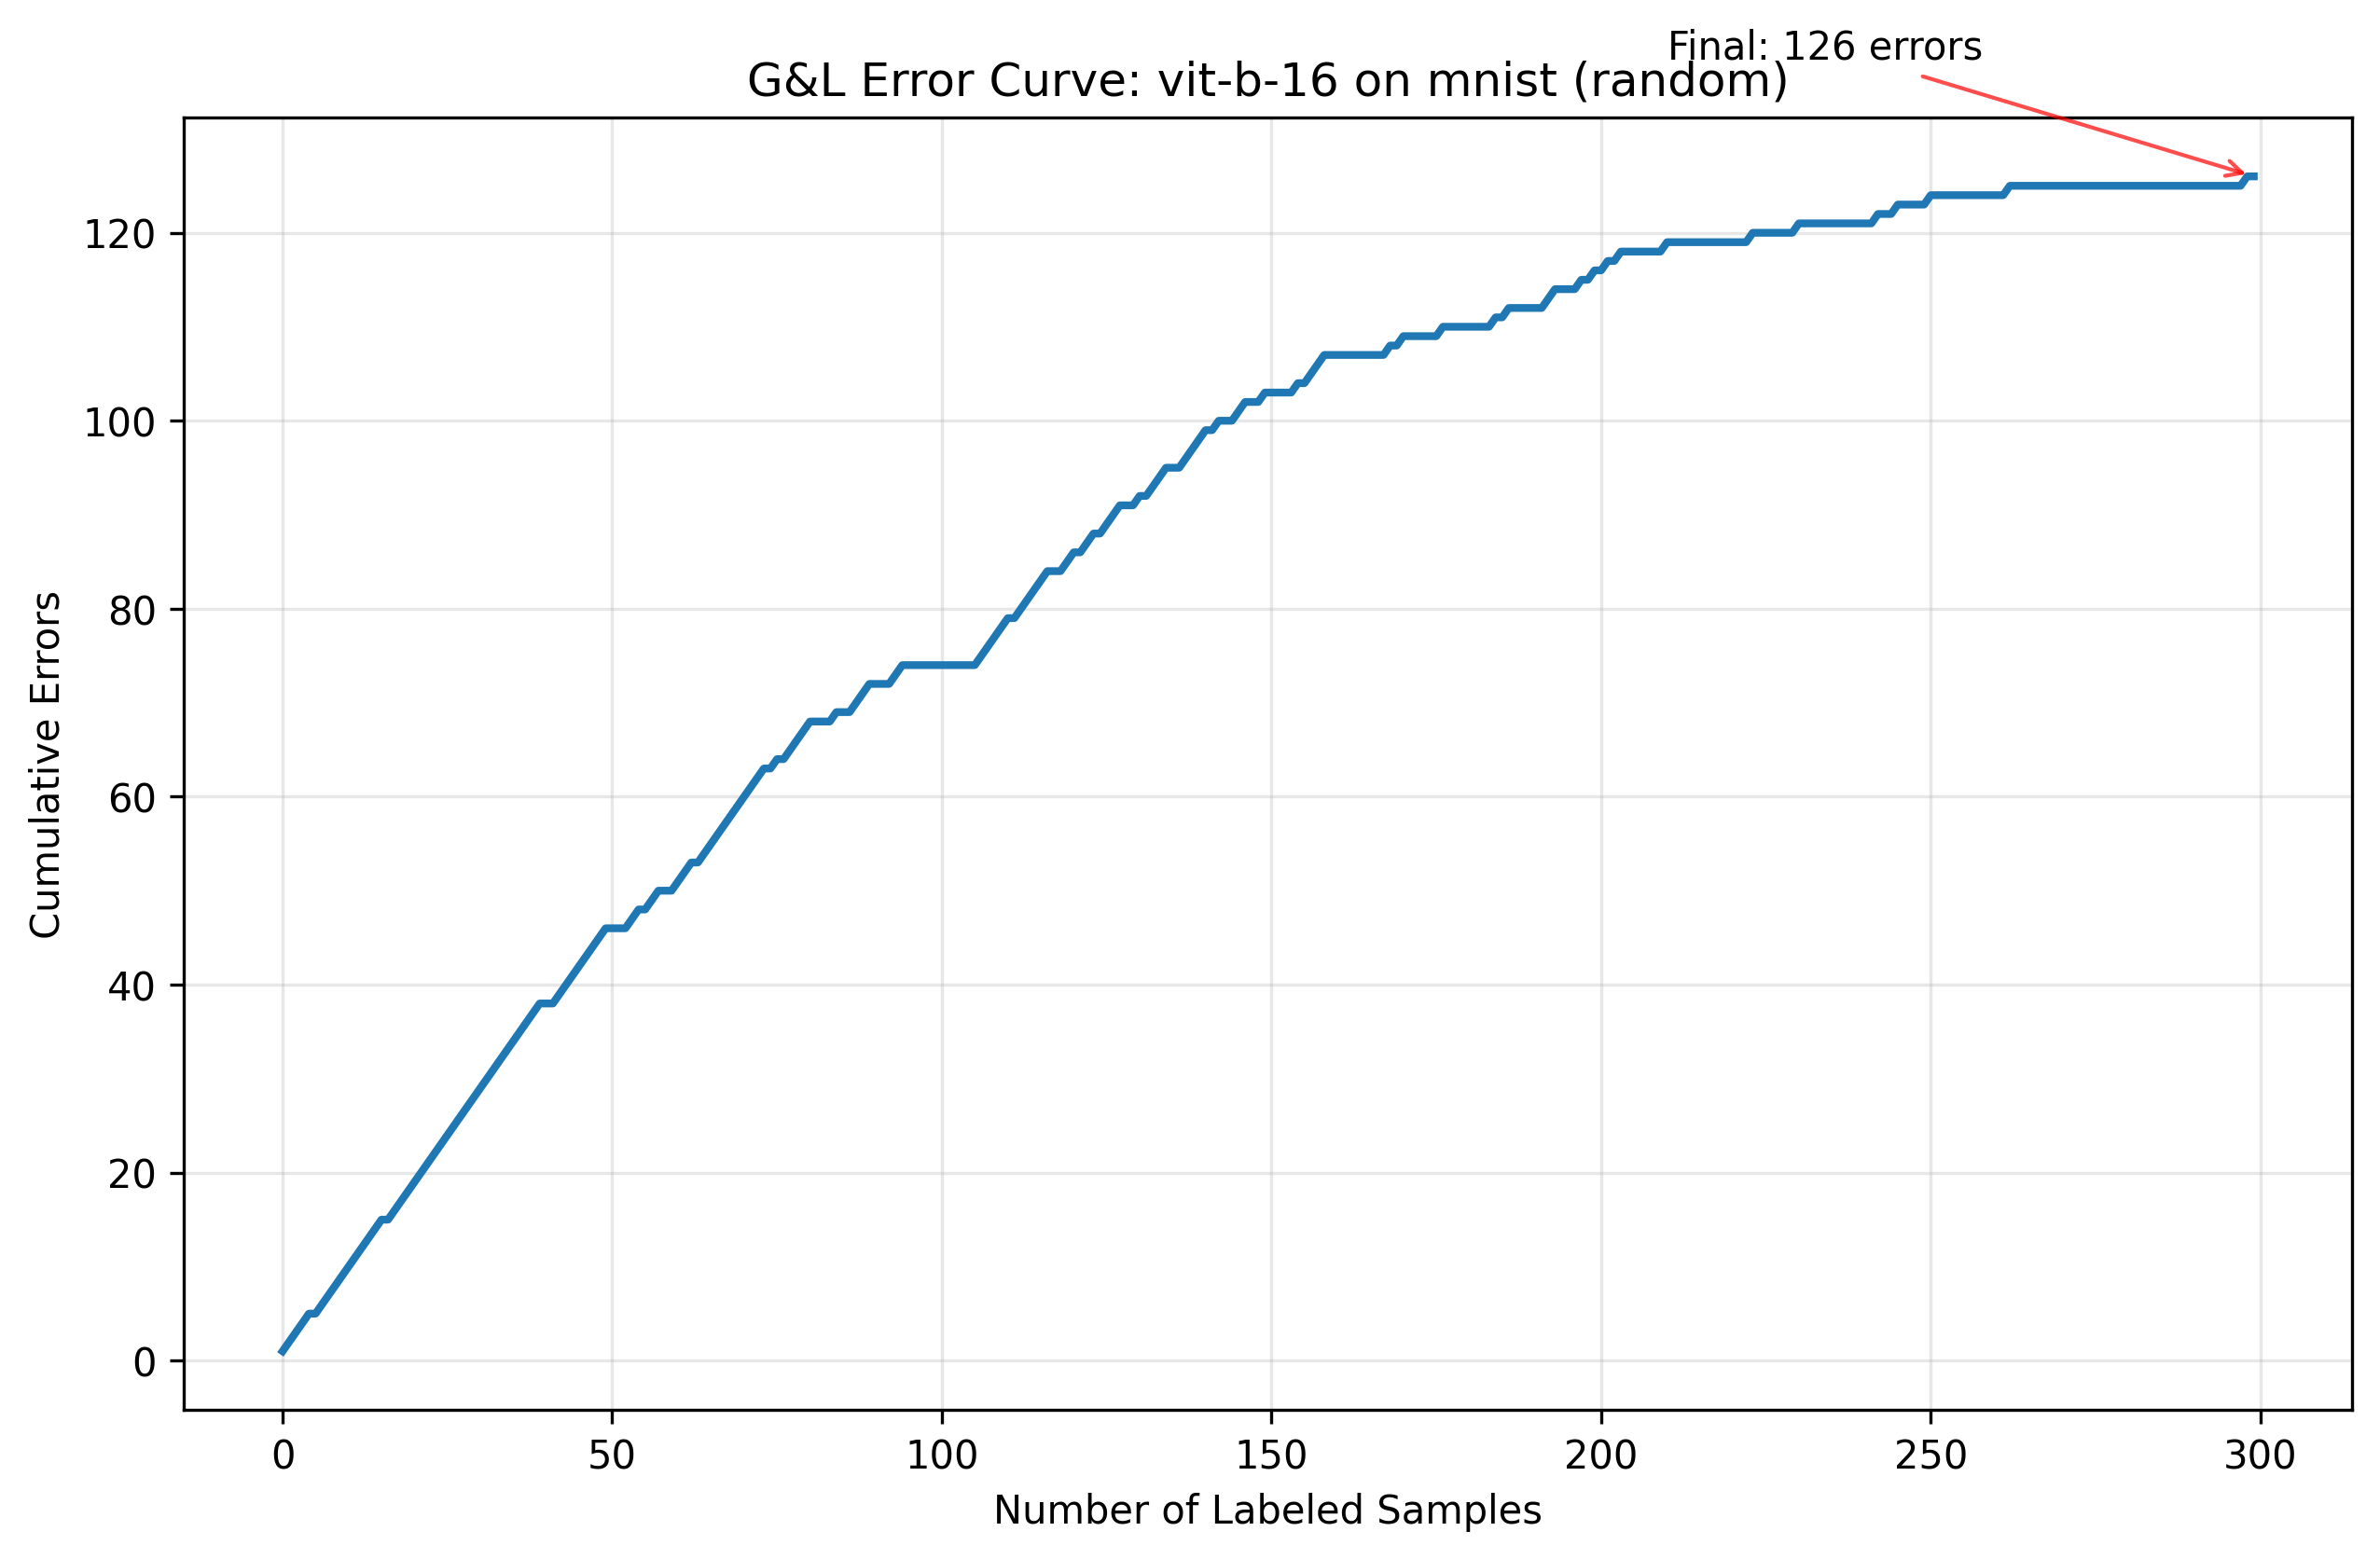 Final: 126 errors
G&L Error Curve: vit-b-16 on mnist (random)
120
100
80
60
40
20
0
Cumulative Errors
0 50 100 150 200 250 300
Number of Labeled Samples